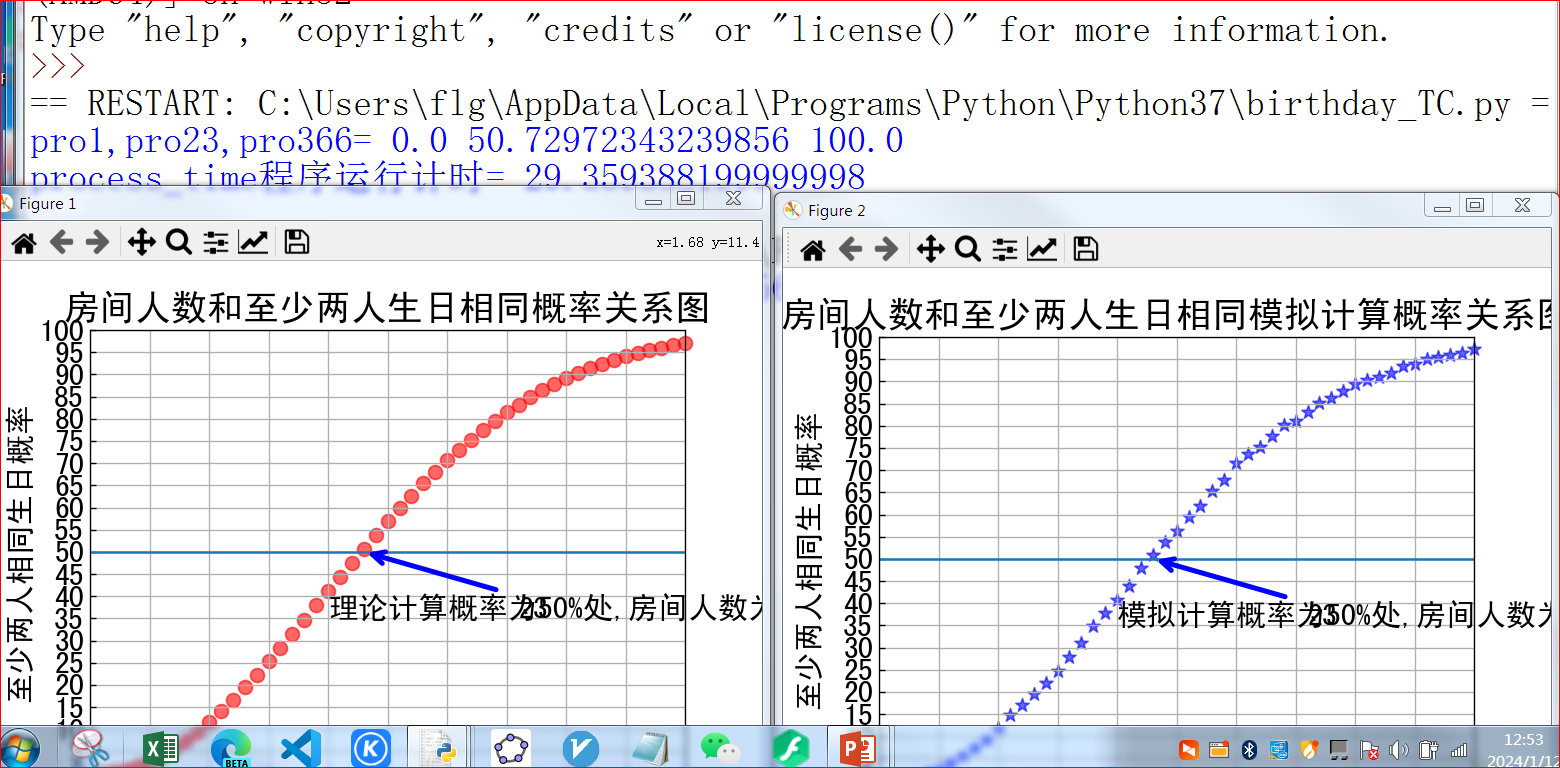 Type "help", "copyright", "credits" or "license()" for more information.
>>>
== RESTART: C:\Users\flg\AppData\Local\Programs\Python\Python37\birthday_TC.py =
pro1,pro23,pro366= 0.0 50.72972343239856 100.0
process_time程序运行计时= 29.359388199999998
Figure 1
x=1.68 y=11.4
房间人数和至少两人生日相同概率关系图
至少两人相同生日概率
100
95
90
85
80
75
70
65
60
55
50
45
40
35
30
25
20
15
理论计算概率为50%处,房间人数为
23
Figure 2
房间人数和至少两人生日相同模拟计算概率关系图
至少两人相同生日概率
100
95
90
85
80
75
70
65
60
55
50
45
40
35
30
25
20
15
模拟计算概率为50%处,房间人数为
23
BETA
12:53
2024/1/12